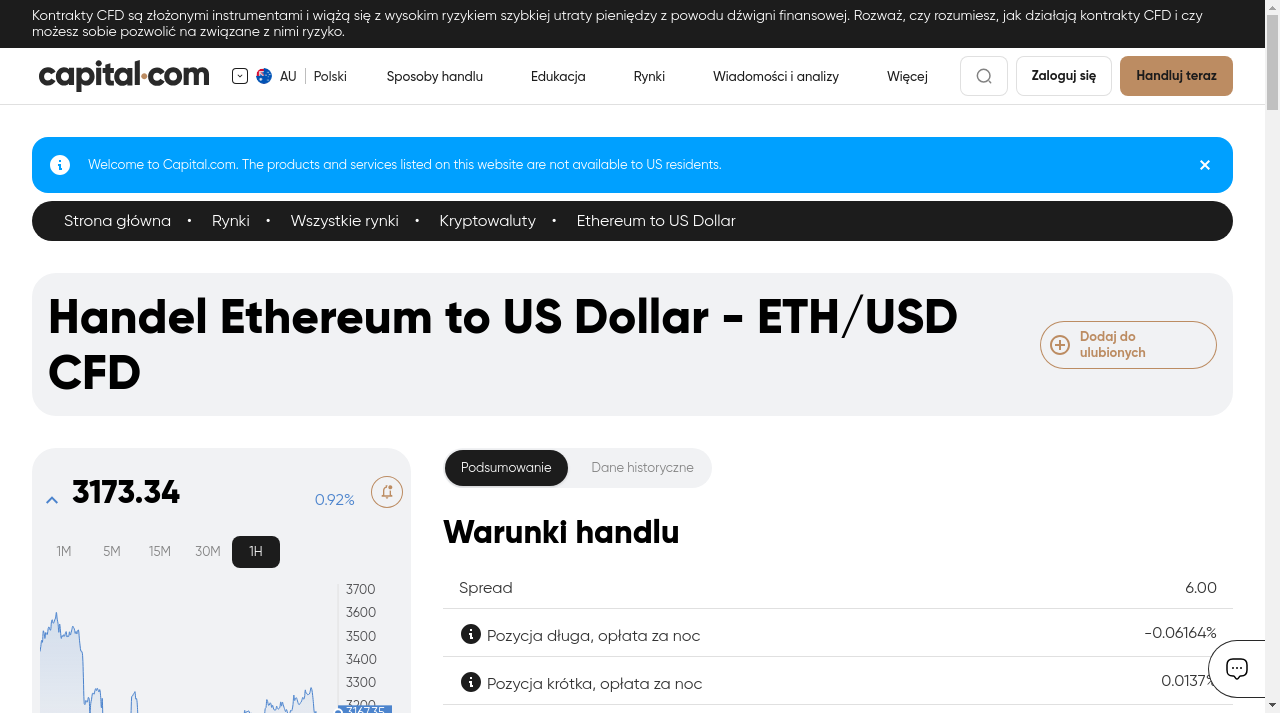 Kontrakty CFD są złożonymi instrumentami i wiążą się z wysokim ryzykiem szybkiej utraty pieniędzy z powodu dźwigni finansowej. Rozważ, czy rozumiesz, jak działają kontrakty CFD i czy
możesz sobie pozwolić na związane z nimi ryzyko.
capital.com
AU
Polski
Sposoby handlu
Edukacja
Rynki
Wiadomości i analizy
Więcej
Zaloguj się
Handluj teraz
Welcome to Capital.com. The products and services listed on this website are not available to US residents.
Strona główna • Rynki • Wszystkie rynki • Kryptowaluty • Ethereum to US Dollar
Handel Ethereum to US Dollar - ETH/USD
CFD
Dodaj do
ulubionych
3173.34
0.92%
1M 5M 15M 30M 1H
3700
3600
3500
3400
3300
3200
3167.35
Podsumowanie
Dane historyczne
Warunki handlu
Spread 6.00
Pozycja długa, opłata za noc -0.06164%
Pozycja krótka, opłata za noc 0.0137%